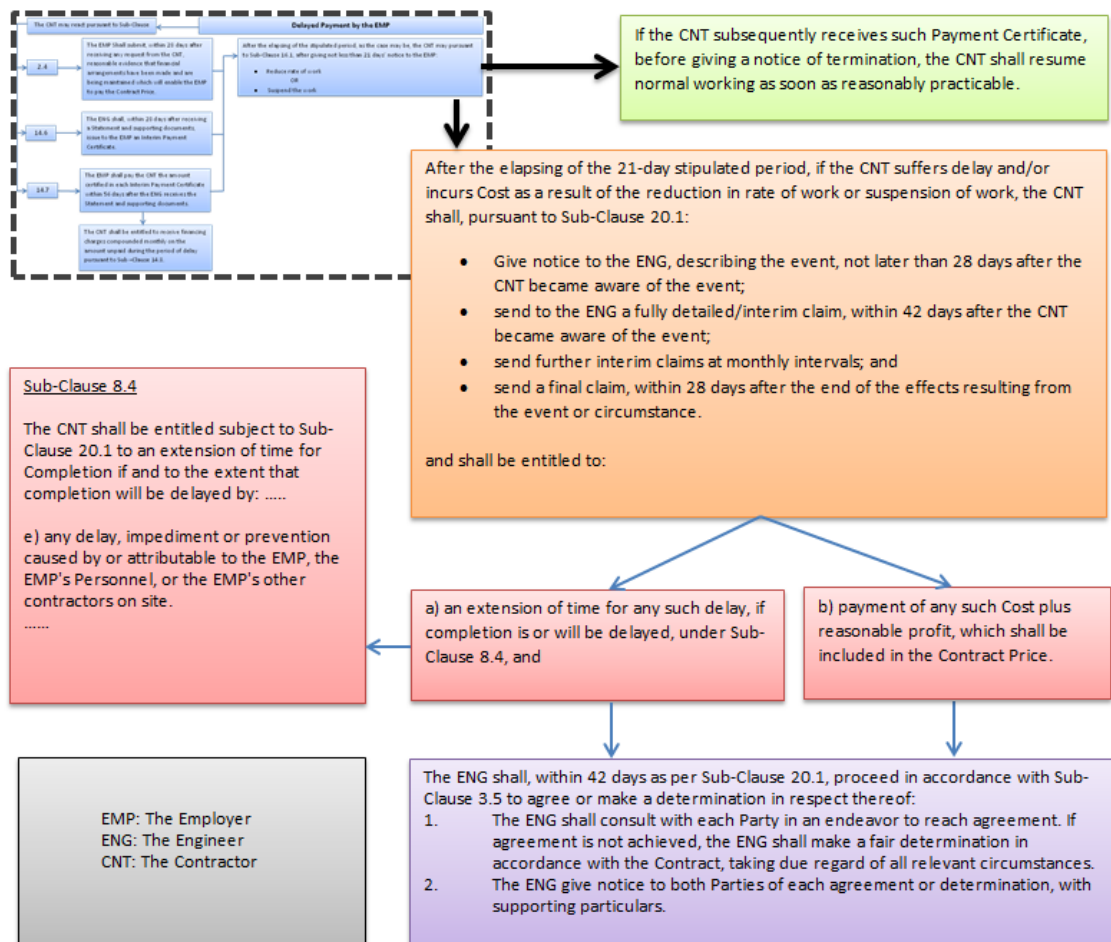 The CNT may react pursuant to Sub-Clause
Delayed Payment by the EMP
2.4
The EMP Shall submit, within 28 days after
receiving any request from the CNT,
reasonable evidence that financial
arrangements have been made and are
being maintained which will enable the EMP
to pay the Contract Price.
After the elapsing of the stipulated period, as the case may be, the CNT may pursuant
to Sub-Clause 16.1, after giving not less than 21 days' notice to the EMP:
• Reduce rate of work
OR
• Suspend the work
14.6
The ENG shall, within 28 days after receiving
a Statement and supporting documents,
issue to the EMP an Interim Payment
Certificate.
14.7
The EMP shall pay the CNT the amount
certified in each Interim Payment Certificate
within 56 days after the ENG receives the
Statement and supporting documents.
The CNT shall be entitled to receive financing
charges compounded monthly on the
amount unpaid during the period of delay
pursuant to Sub-Clause 14.8.
If the CNT subsequently receives such Payment Certificate,
before giving a notice of termination, the CNT shall resume
normal working as soon as reasonably practicable.
After the elapsing of the 21-day stipulated period, if the CNT suffers delay and/or
incurs Cost as a result of the reduction in rate of work or suspension of work, the CNT
shall, pursuant to Sub-Clause 20.1:
• Give notice to the ENG, describing the event, not later than 28 days after the
CNT became aware of the event;
• send to the ENG a fully detailed/interim claim, within 42 days after the CNT
became aware of the event;
• send further interim claims at monthly intervals; and
• send a final claim, within 28 days after the end of the effects resulting from
the event or circumstance.
and shall be entitled to:
Sub-Clause 8.4
The CNT shall be entitled subject to Sub-
Clause 20.1 to an extension of time for
Completion if and to the extent that
completion will be delayed by: .....
e) any delay, impediment or prevention
caused by or attributable to the EMP, the
EMP's Personnel, or the EMP's other
contractors on site.
......
a) an extension of time for any such delay, if
completion is or will be delayed, under Sub-
Clause 8.4, and
b) payment of any such Cost plus
reasonable profit, which shall be
included in the Contract Price.
EMP: The Employer
ENG: The Engineer
CNT: The Contractor
The ENG shall, within 42 days as per Sub-Clause 20.1, proceed in accordance with Sub-
Clause 3.5 to agree or make a determination in respect thereof:
1. The ENG shall consult with each Party in an endeavor to reach agreement. If
agreement is not achieved, the ENG shall make a fair determination in
accordance with the Contract, taking due regard of all relevant circumstances.
2. The ENG give notice to both Parties of each agreement or determination, with
supporting particulars.